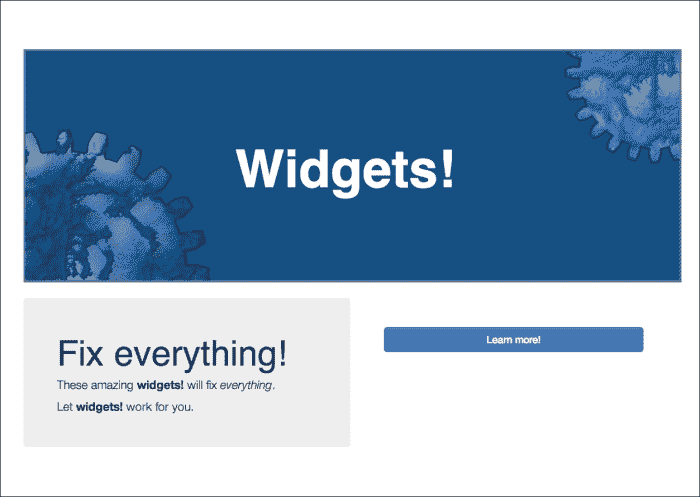 Widgets!
Fix everything!
These amazing widgets! will fix everything.
Let widgets! work for you.
Learn more!